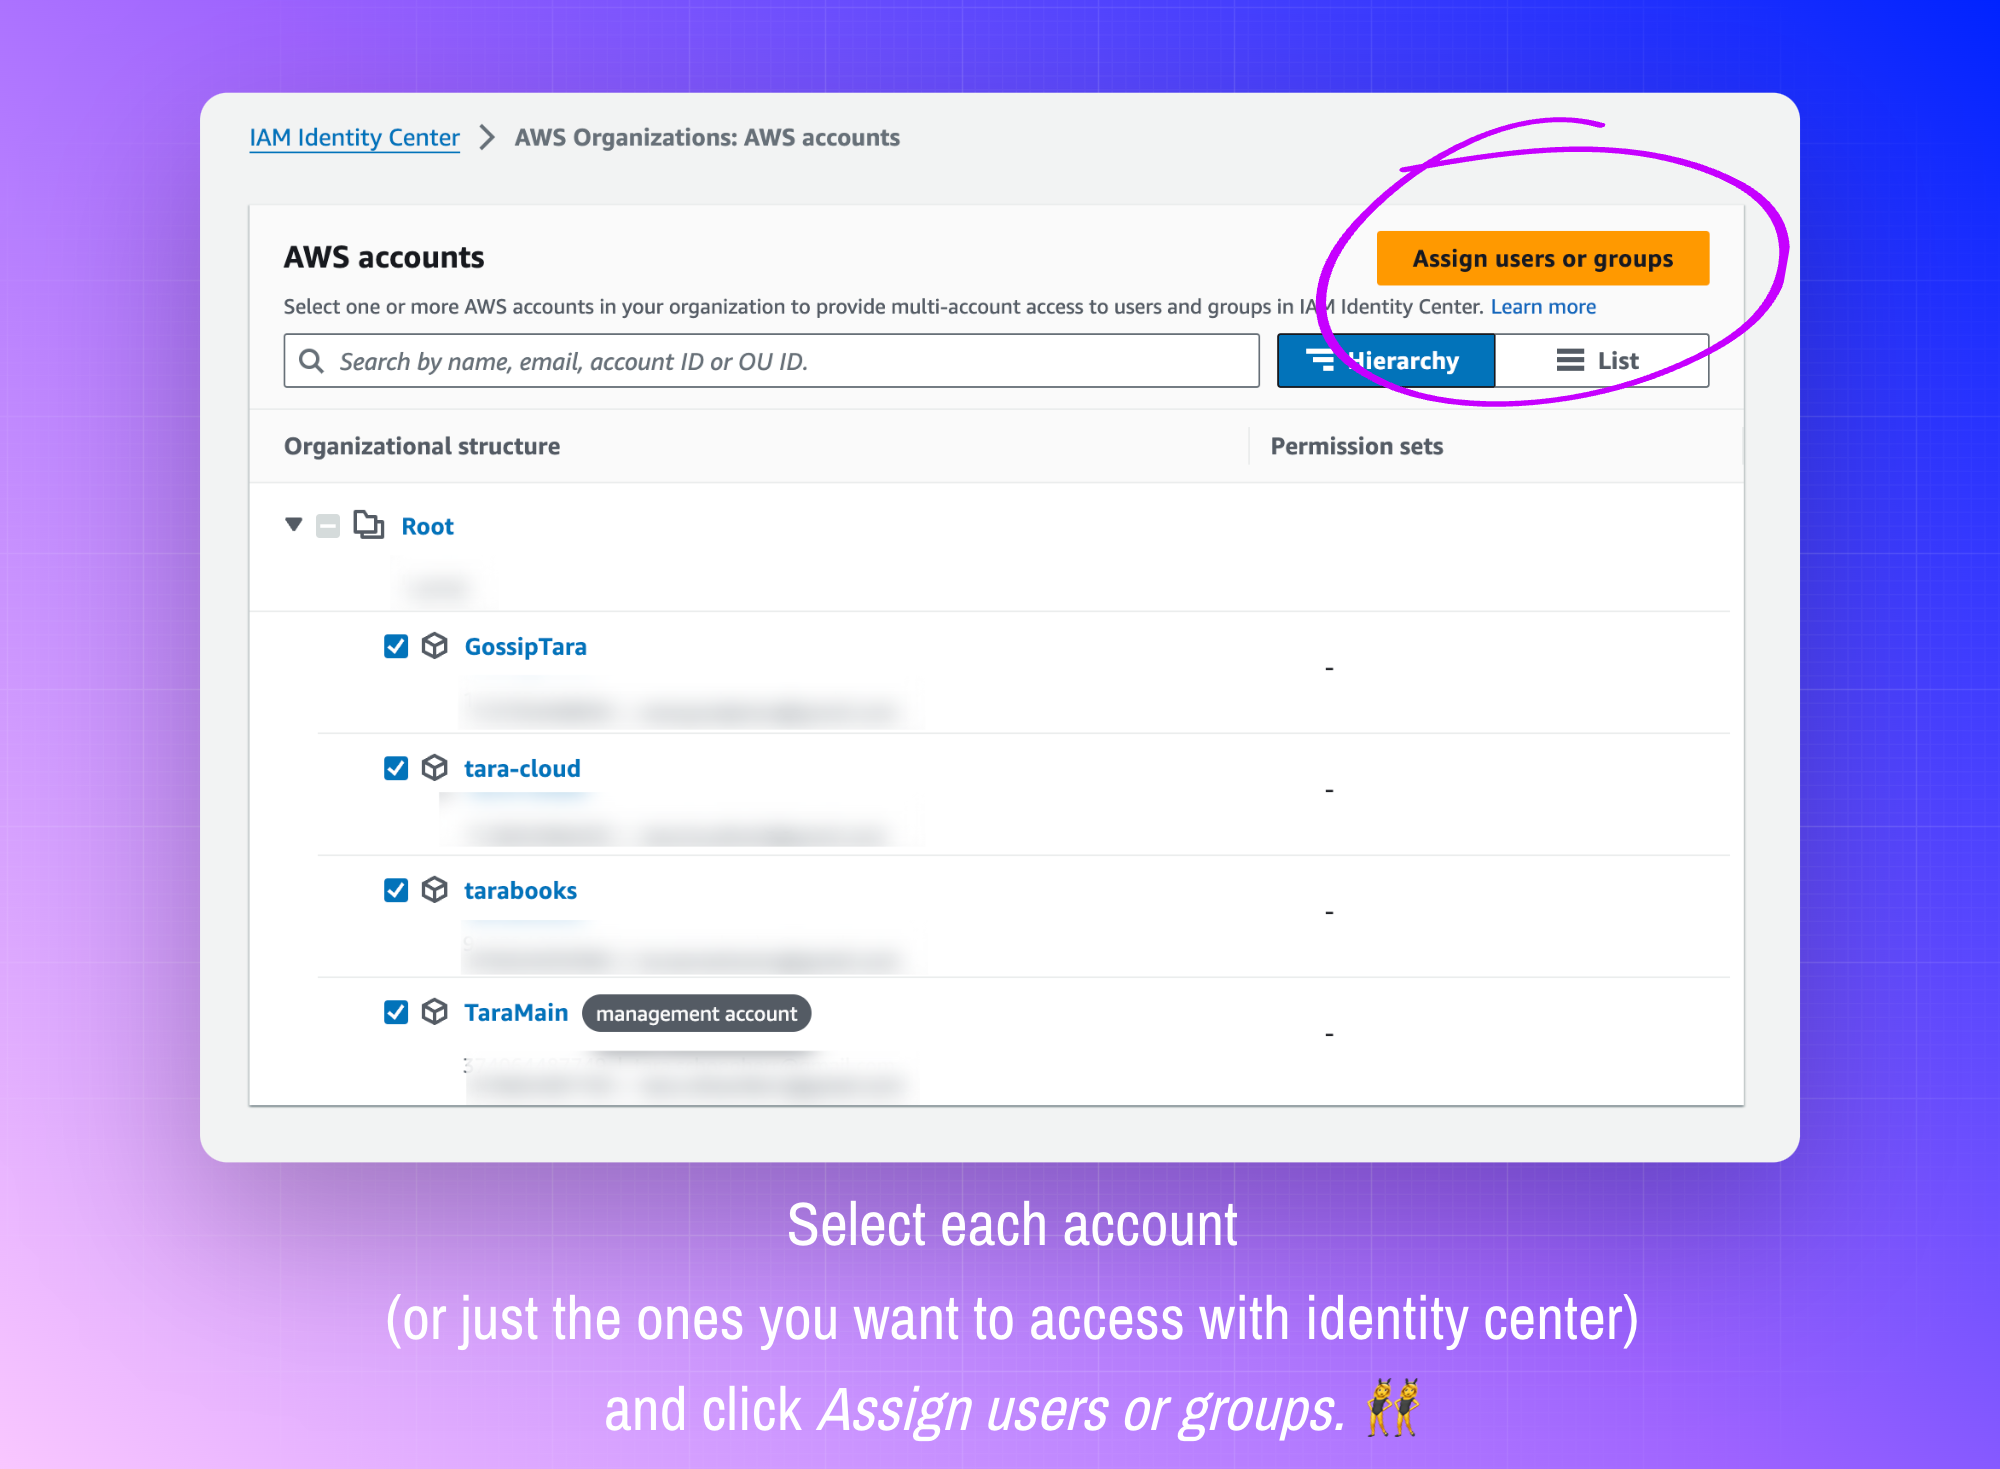 IAM Identity Center > AWS Organizations: AWS accounts
AWS accounts
Assign users or groups
Select one or more AWS accounts in your organization to provide multi-account access to users and groups in IAM Identity Center. Learn more
Search by name, email, account ID or OU ID.
Hierarchy
List
Organizational structure
Permission sets
Root
GossipTara
-
tara-cloud
-
tarabooks
-
TaraMain
management account
-
Select each account
(or just the ones you want to access with identity center)
and click Assign users or groups. 👯